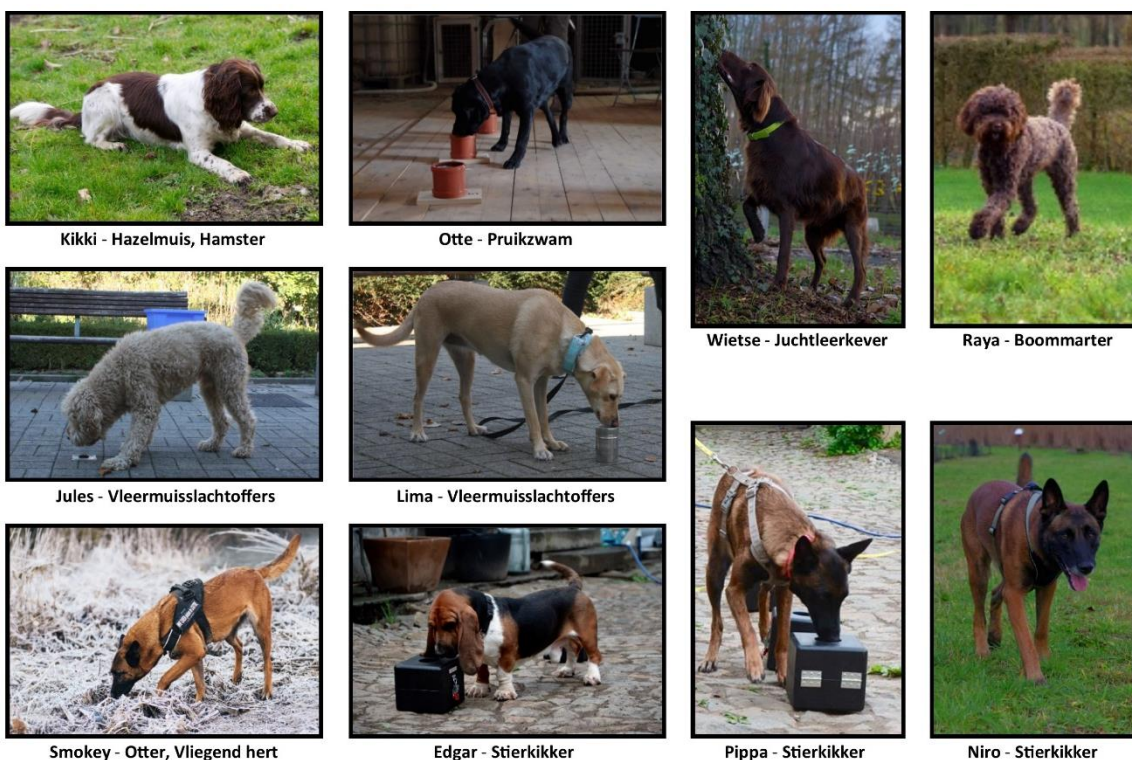 Kikki - Hazelmuis, Hamster
Otte - Pruikzwam
Wietse - Juchtleerkever
Raya - Boommarter
Jules - Vleermuisslachtoffers
Lima - Vleermuisslachtoffers
Smokey - Otter, Vliegend hert
Edgar - Stierkikker
Pippa - Stierkikker
Niro - Stierkikker